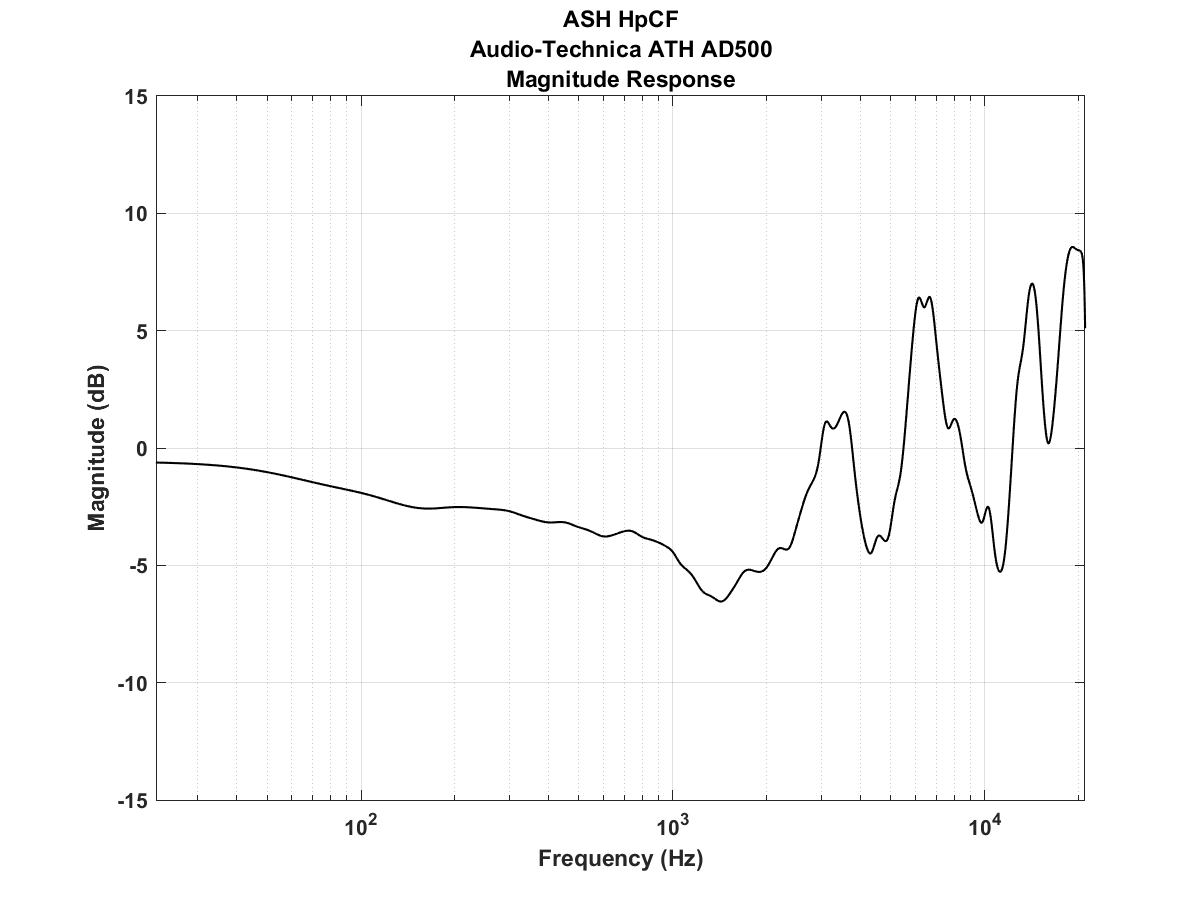 ASH HpCF
Audio-Technica ATH AD500
Magnitude Response
15
10
5
0
-5
-10
-15
Magnitude (dB)
10²
10³
10⁴
Frequency (Hz)